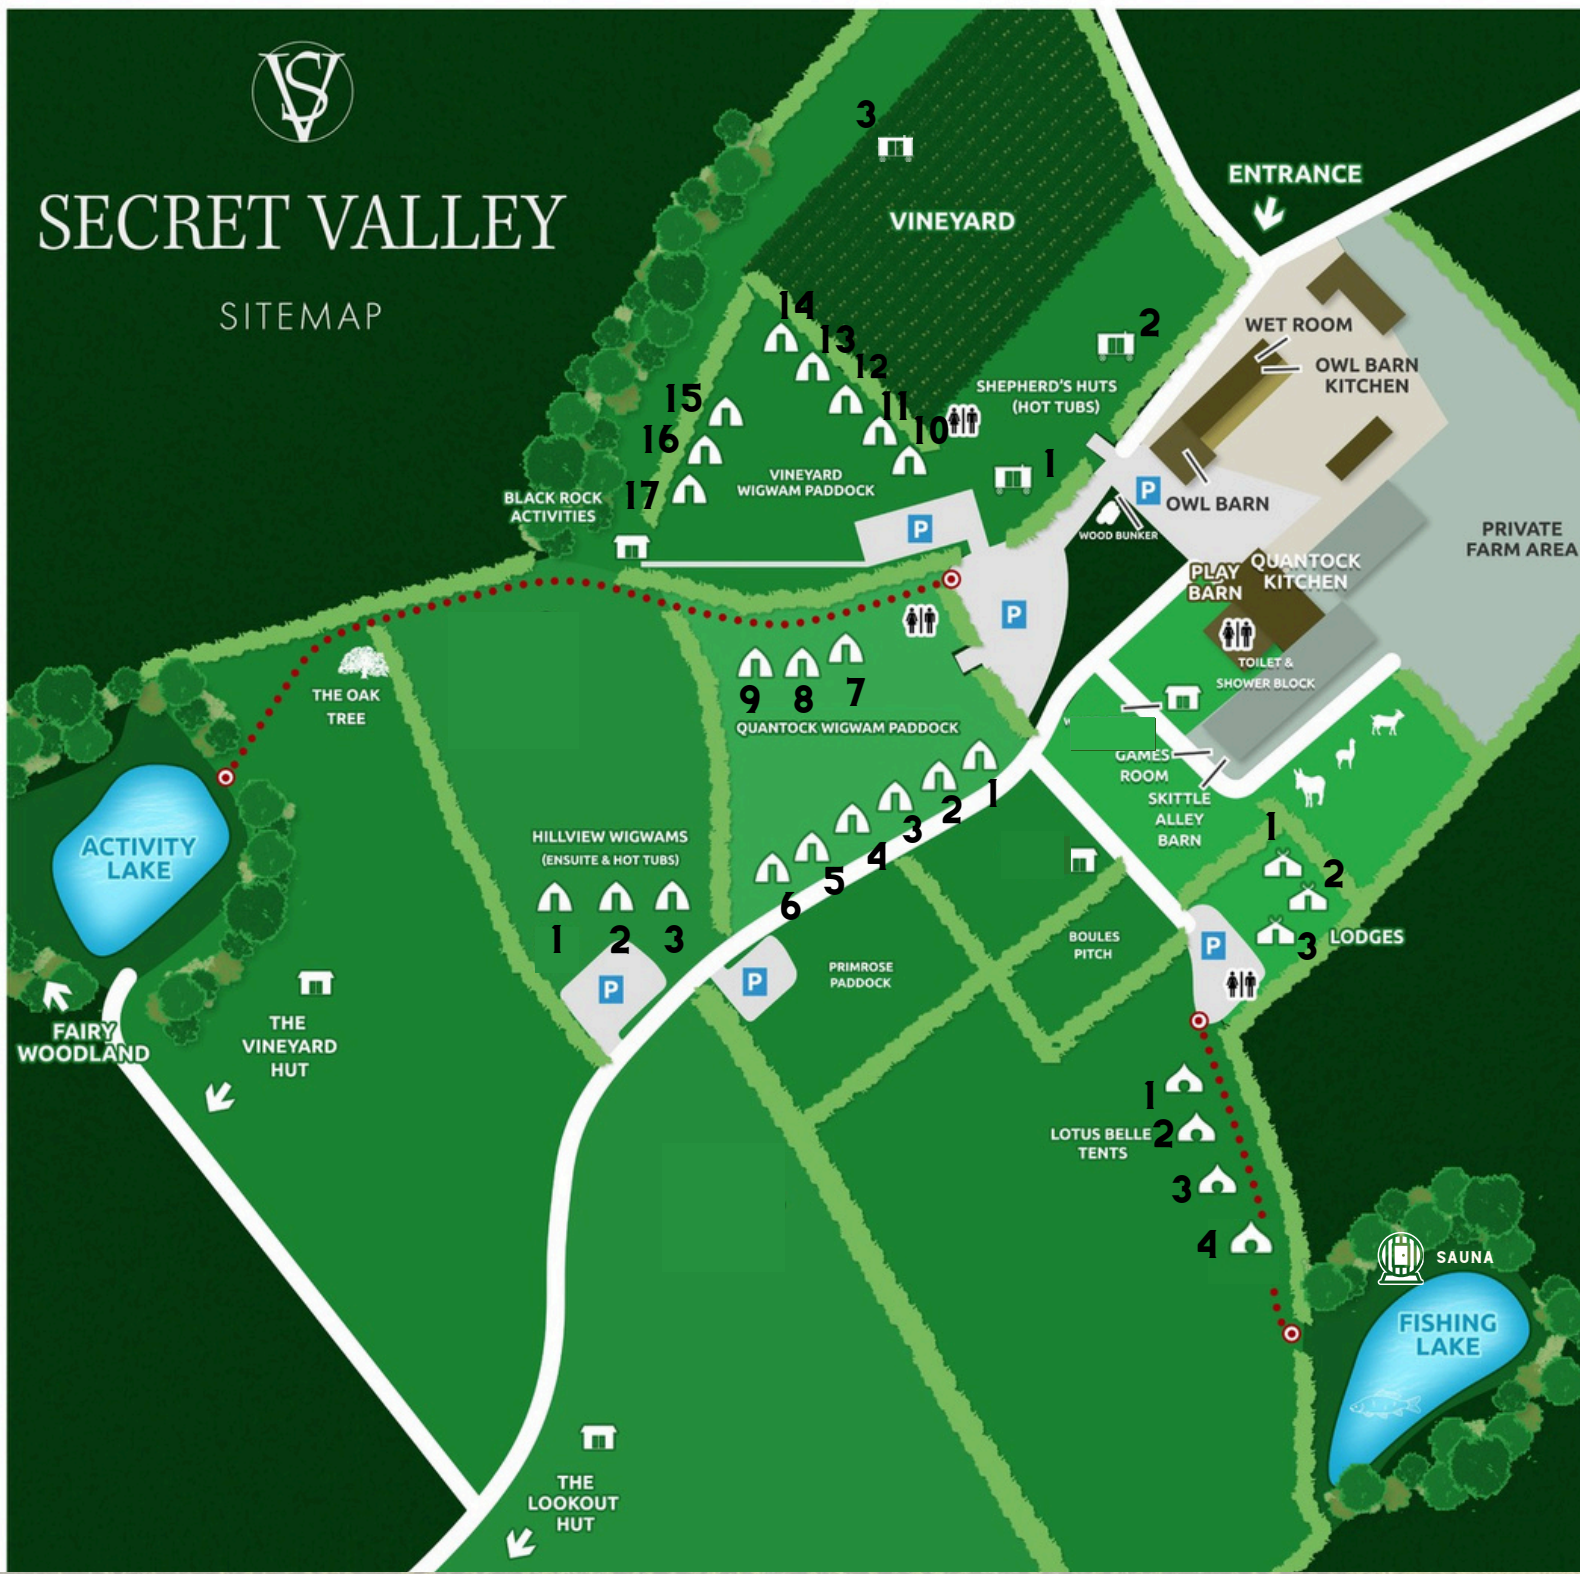 SV
SECRET VALLEY
SITEMAP
3
VINEYARD
ENTRANCE
2
SHEPHERD'S HUTS
(HOT TUBS)
1
WET ROOM
OWL BARN
KITCHEN
OWL BARN
P
WOOD BUNKER
PRIVATE
FARM AREA
14
13
12
11
10
15
16
17
VINEYARD
WIGWAM PADDOCK
P
BLACK ROCK
ACTIVITIES
P
PLAY
BARN
QUANTOCK
KITCHEN
TOILET &
SHOWER BLOCK
THE OAK
TREE
9
8
7
QUANTOCK WIGWAM PADDOCK
1
2
3
4
5
6
GAMES
ROOM
SKITTLE
ALLEY
BARN
ACTIVITY
LAKE
HILLVIEW WIGWAMS
(ENSUITE & HOT TUBS)
1
2
3
P
P
PRIMROSE
PADDOCK
BOULES
PITCH
1
2
3
LODGES
P
FAIRY
WOODLAND
THE
VINEYARD
HUT
1
LOTUS BELLE
TENTS
2
3
4
SAUNA
FISHING
LAKE
THE
LOOKOUT
HUT